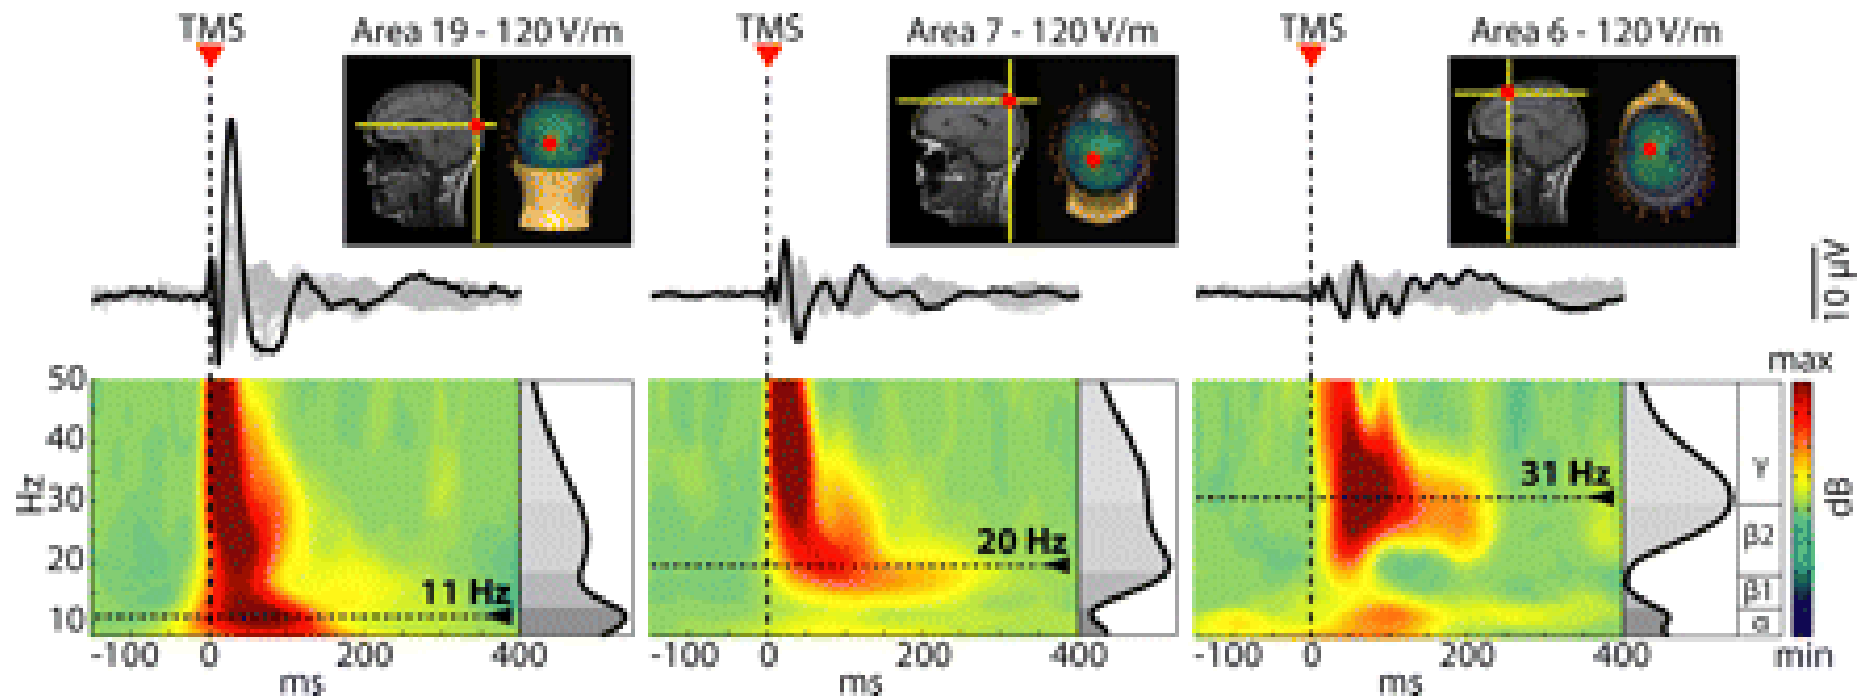 TMS Area 19 - 120 V/m TMS Area 7 - 120 V/m TMS Area 6 - 120 V/m
10 µV
max
50
40
30
20
10
Hz
11 Hz
20 Hz
31 Hz
γ
β2
β1
α
dB
min
-100 0 200 400 -100 0 200 -100 0 200 400
ms ms ms